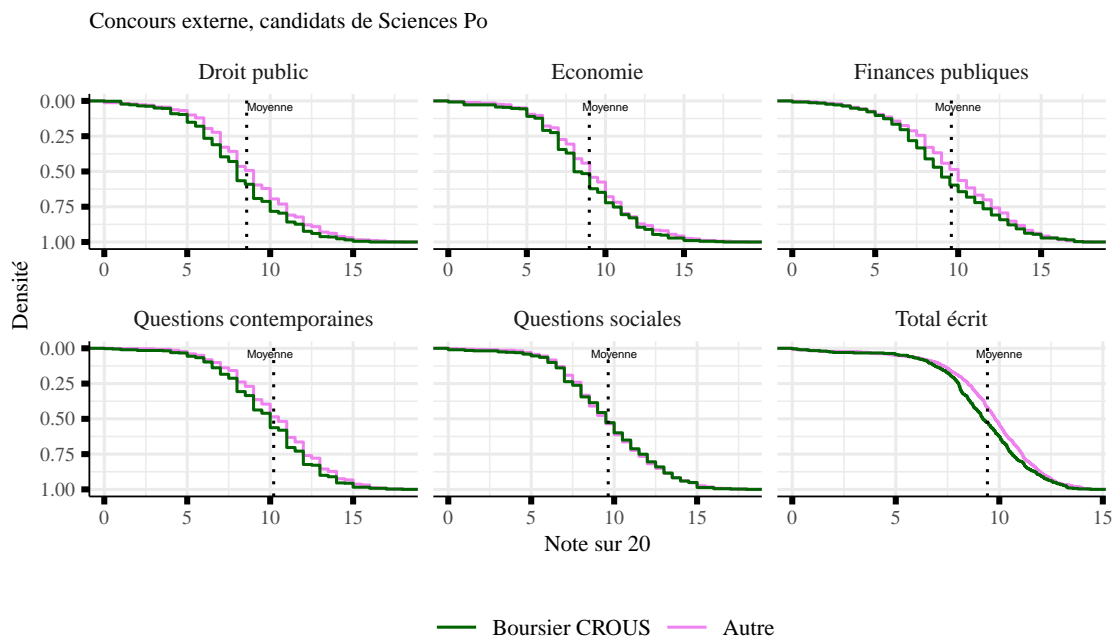 Concours externe, candidats de Sciences Po
Droit public
Economie
Finances publiques
Moyenne
Moyenne
Moyenne
0.00
0.25
0.50
0.75
1.00
0
5
10
15
0
5
10
15
0
5
10
15
Densité
Questions contemporaines
Questions sociales
Total écrit
Moyenne
Moyenne
Moyenne
0.00
0.25
0.50
0.75
1.00
0
5
10
15
0
5
10
15
0
5
10
15
Note sur 20
Boursier CROUS
Autre